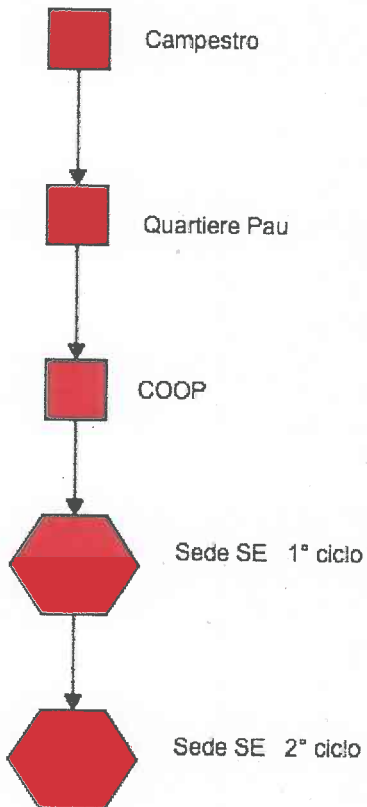 Campestro
Quartiere Pau
COOP
Sede SE 1° ciclo
Sede SE 2° ciclo